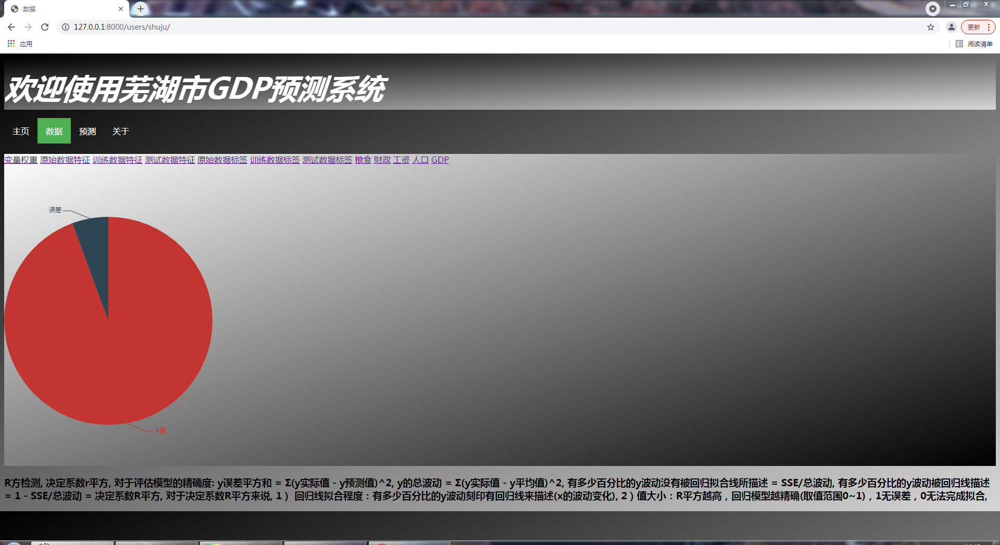 数据
127.0.0.1:8000/users/shuju/
更新
应用
阅读清单
欢迎使用芜湖市GDP预测系统
主页 数据 预测 关于
变量权重 原始数据特征 训练数据特征 测试数据特征 原始数据标签 训练数据标签 测试数据标签 粮食 财政 工资 人口 GDP
误差
R值
R方检测, 决定系数r平方, 对于评估模型的精确度: y误差平方和 = Σ(y实际值 - y预测值)^2, y的总波动 = Σ(y实际值 - y平均值)^2, 有多少百分比的y波动没有被回归拟合线所描述 = SSE/总波动, 有多少百分比的y波动被回归线描述
= 1 - SSE/总波动 = 决定系数R平方, 对于决定系数R平方来说, 1） 回归线拟合程度：有多少百分比的y波动刻印有回归线来描述(x的波动变化), 2）值大小：R平方越高，回归模型越精确(取值范围0~1)，1无误差，0无法完成拟合,